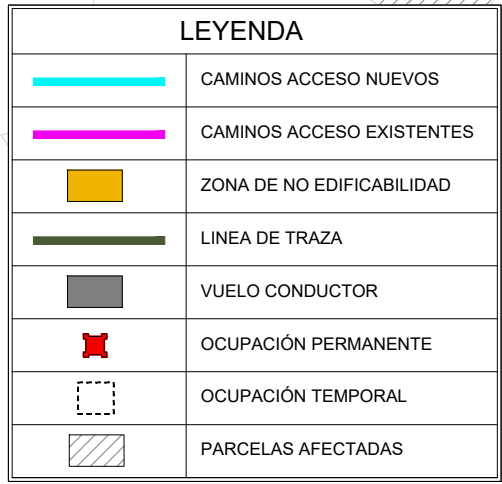 LEYENDA
CAMINOS ACCESO NUEVOS
CAMINOS ACCESO EXISTENTES
ZONA DE NO EDIFICABILIDAD
LINEA DE TRAZA
VUELO CONDUCTOR
OCUPACIÓN PERMANENTE
OCUPACIÓN TEMPORAL
PARCELAS AFECTADAS